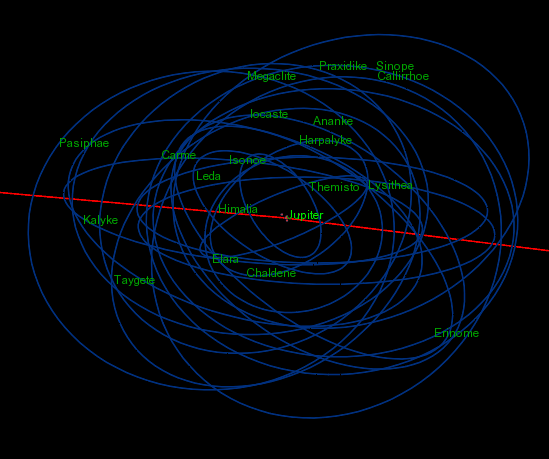 Praxidike Sinope
Megaclite Callirrhoe
Iocaste
Ananke
Pasiphae Harpalyke
Carme Isonoe
Leda Themisto Lysithea
Himalia Jupiter
Kalyke
Elara
Taygete Chaldene
Erinome